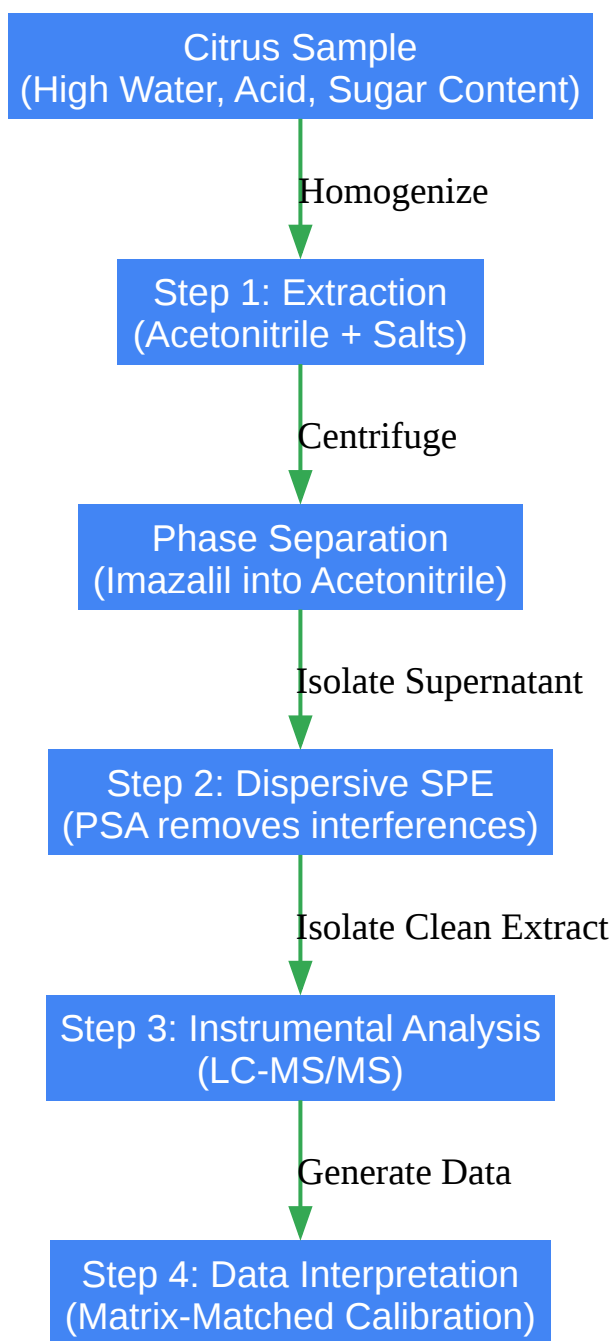 Citrus Sample
(High Water, Acid, Sugar Content)
Homogenize
Step 1: Extraction
(Acetonitrile + Salts)
Centrifuge
Phase Separation
(Imazalil into Acetonitrile)
Isolate Supernatant
Step 2: Dispersive SPE
(PSA removes interferences)
Isolate Clean Extract
Step 3: Instrumental Analysis
(LC-MS/MS)
Generate Data
Step 4: Data Interpretation
(Matrix-Matched Calibration)